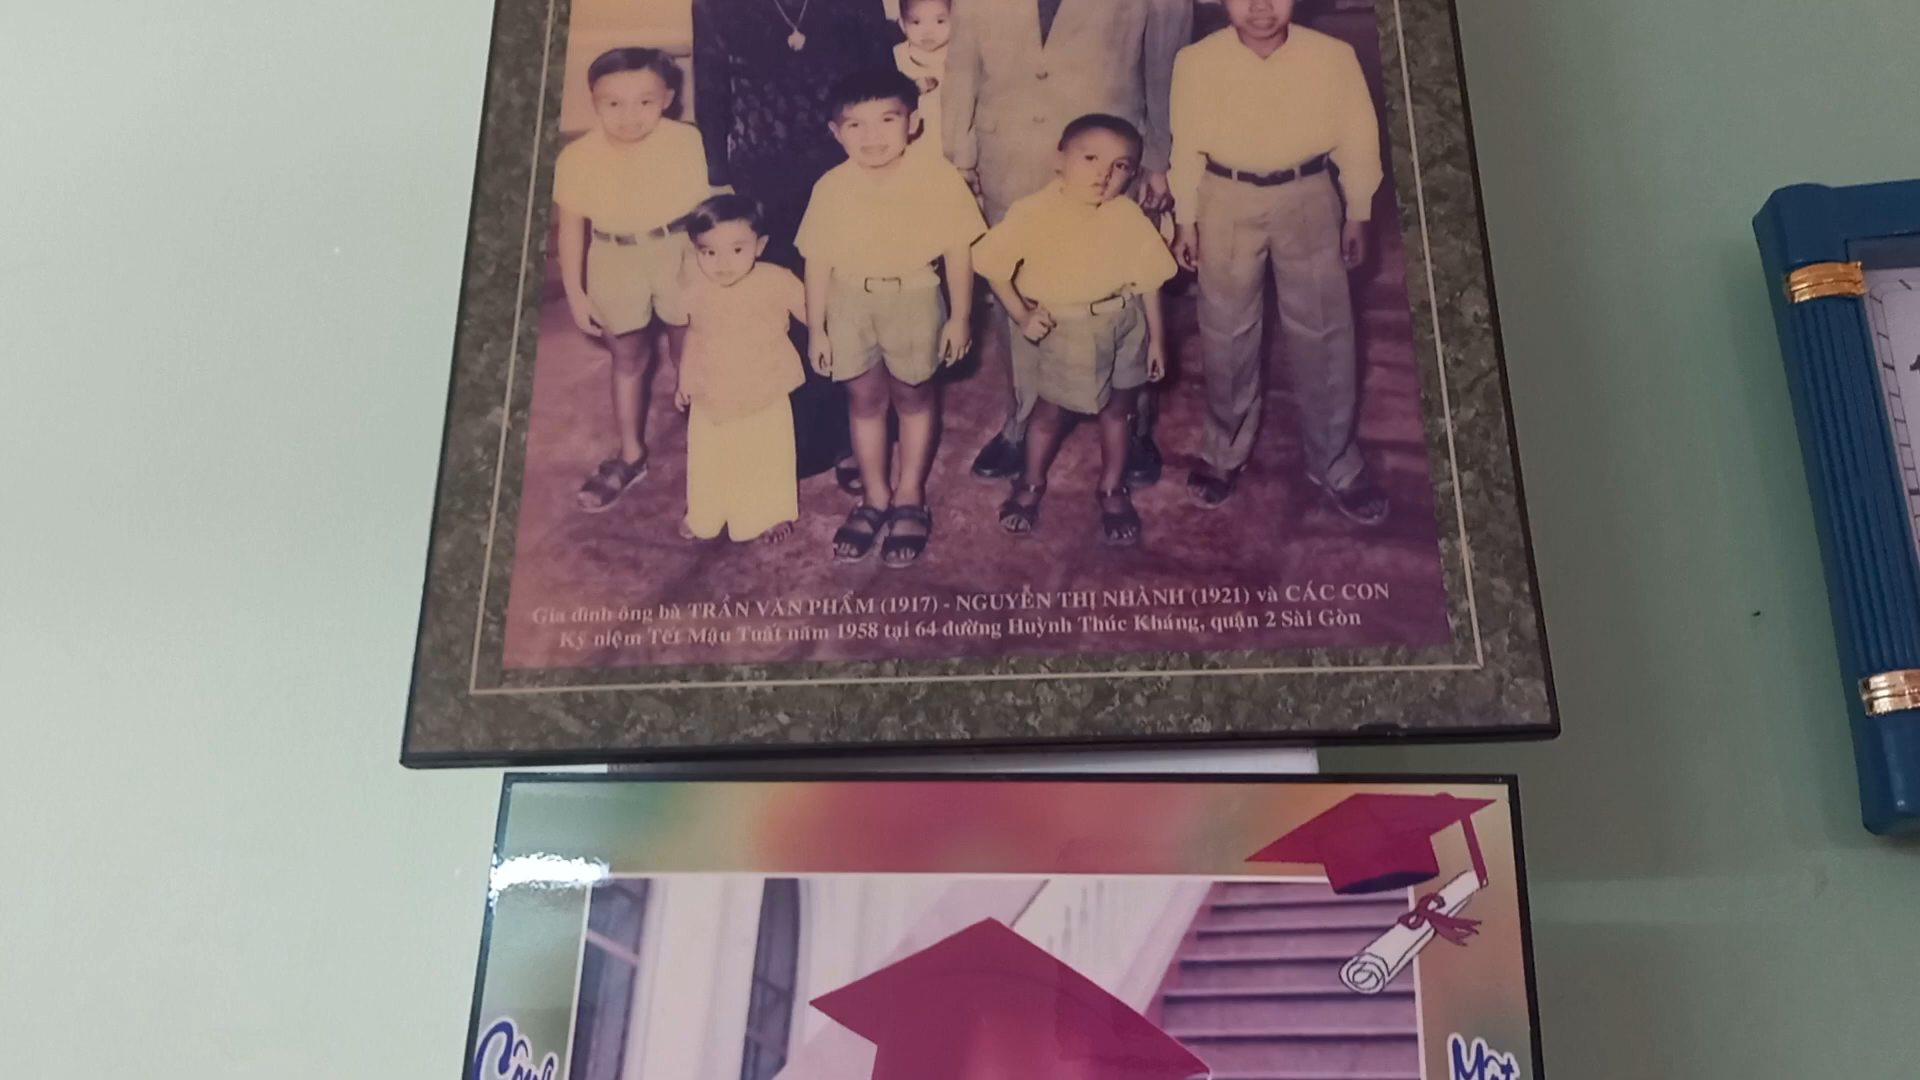 Gia đình ông bà TRẦN VĂN PHẨM (1917) - NGUYỄN THỊ NHÀNH (1921) và CÁC CON
Kỷ niệm Tết Mậu Tuất năm 1958 tại 64 đường Huỳnh Thúc Kháng, quận 2 Sài Gòn
Một